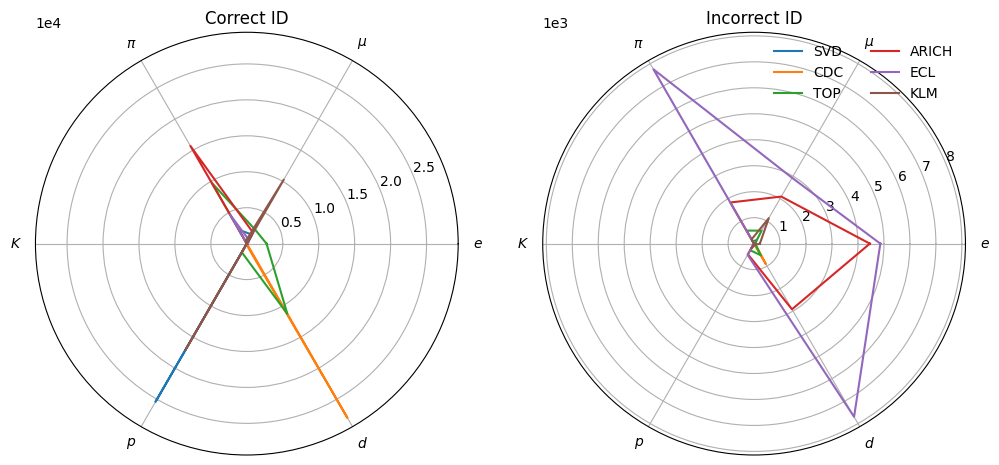 Correct ID
1e4
π
μ
K
e
p
d
0.5
1.0
1.5
2.0
2.5
Incorrect ID
1e3
π
μ
K
e
p
d
1
2
3
4
5
6
7
8
SVD
CDC
TOP
ARICH
ECL
KLM